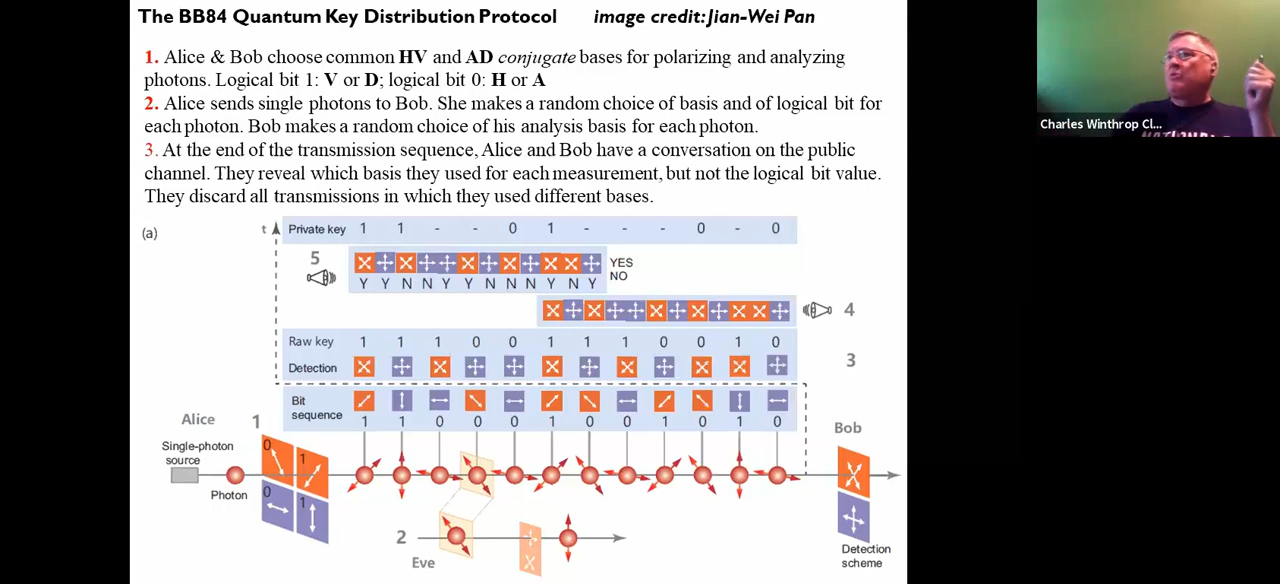 The BB84 Quantum Key Distribution Protocol image credit:Jian-Wei Pan
1. Alice & Bob choose common HV and AD conjugate bases for polarizing and analyzing
photons. Logical bit 1: V or D; logical bit 0: H or A
2. Alice sends single photons to Bob. She makes a random choice of basis and of logical bit for
each photon. Bob makes a random choice of his analysis basis for each photon.
3. At the end of the transmission sequence, Alice and Bob have a conversation on the public
channel. They reveal which basis they used for each measurement, but not the logical bit value.
They discard all transmissions in which they used different bases.
Charles Winthrop Cl...
(a)
t Private key 1 1 - - 0 1 - - - 0 - 0
5
YES
Y Y N N Y Y N N N Y N Y NO
4
Raw key 1 1 1 0 0 1 1 1 0 0 1 0
Detection
3
Bit
sequence 1 1 0 0 0 1 0 0 1 0 1 0
Alice 1
Bob
Single-photon
source
0 1
Photon
0 1
2
Eve
Detection
scheme